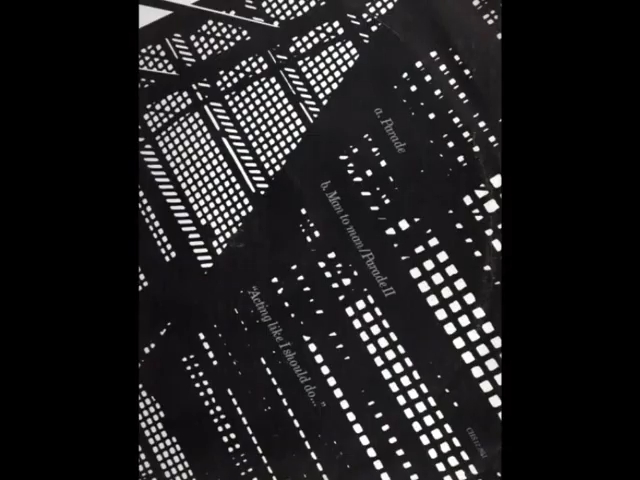 a. Parade
b. Man to man/Parade II
"Acting like I should do..."